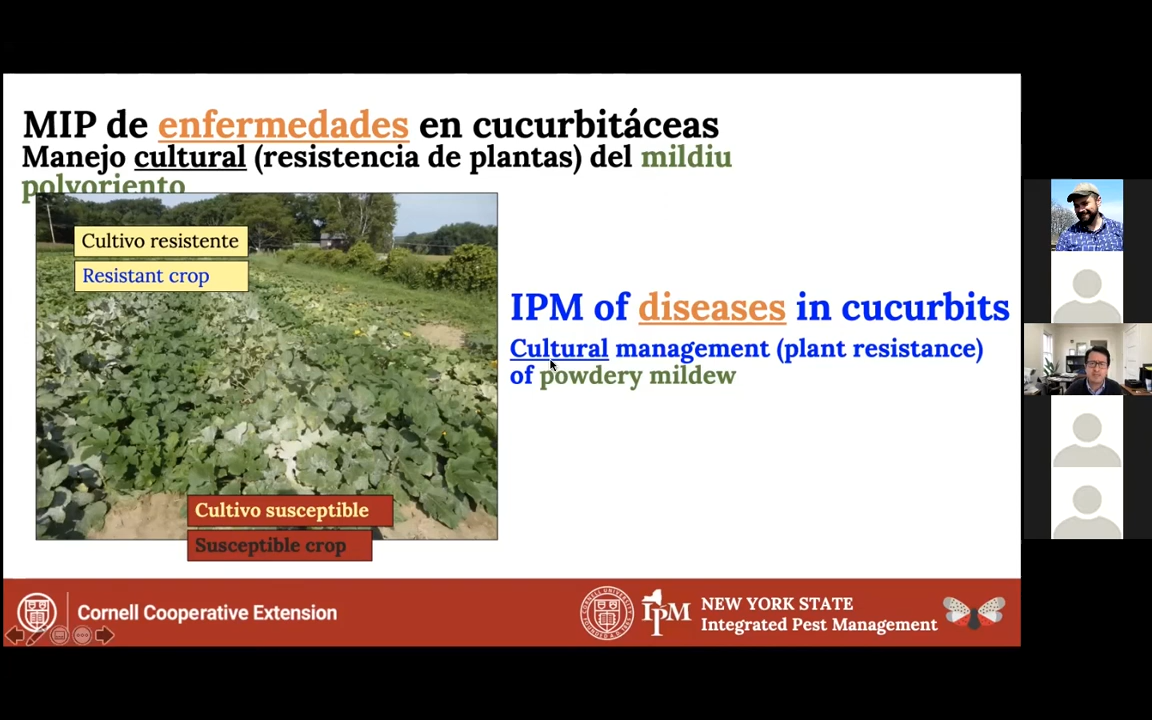 MIP de enfermedades en cucurbitáceas
Manejo cultural (resistencia de plantas) del mildiu
polvoriento
Cultivo resistente
Resistant crop
IPM of diseases in cucurbits
Cultural management (plant resistance)
of powdery mildew
Cultivo susceptible
Susceptible crop
Cornell Cooperative Extension
IPM
NEW YORK STATE
Integrated Pest Management